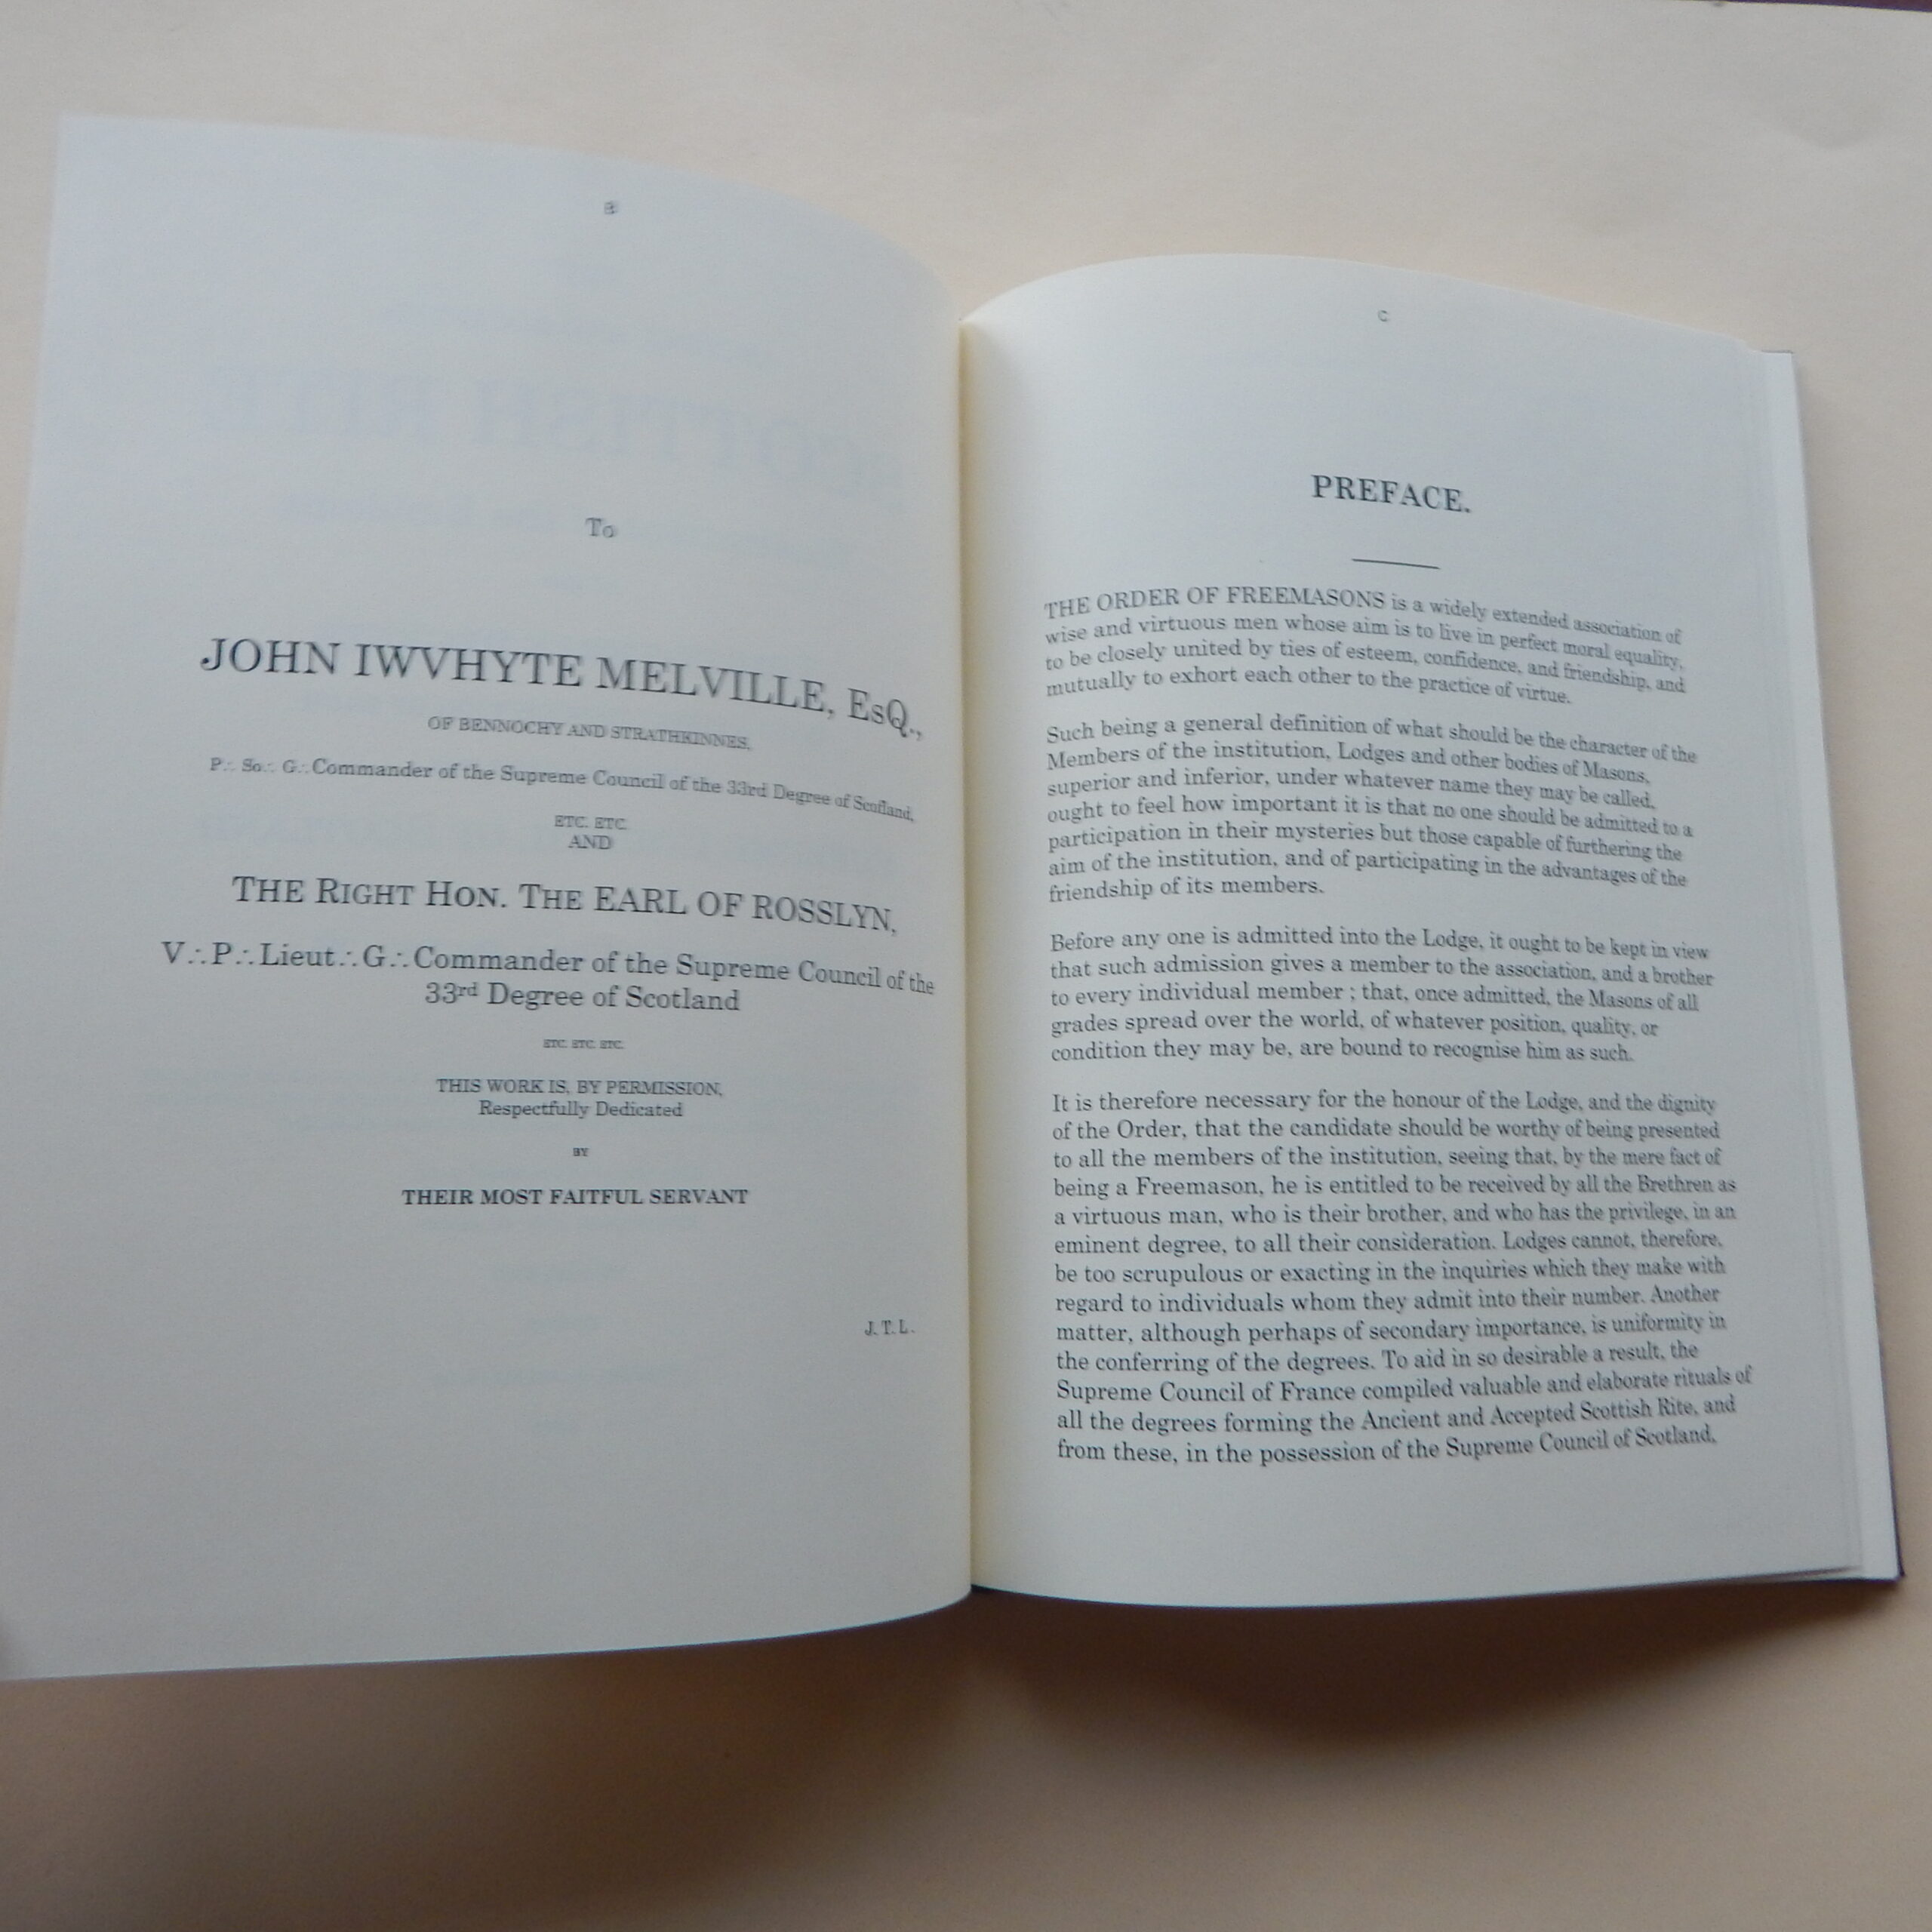 To
JOHN IWVHYTE MELVILLE, EsQ.,
OF BENNOCHY AND STRATHKINNES,
P∴ So∴ G∴Commander of the Supreme Council of the 33rd Degree of Scofland,
ETC. ETC.
AND
THE RIGHT HON. THE EARL OF ROSSLYN,
V∴P∴Lieut∴G∴Commander of the Supreme Council of the
33rd Degree of Scotland
ETC. ETC. ETC.
THIS WORK IS, BY PERMISSION,
Respectfully Dedicated
BY
THEIR MOST FAITFUL SERVANT
J. T. L.
c
PREFACE.
THE ORDER OF FREEMASONS is a widely extended association of
wise and virtuous men whose aim is to live in perfect moral equality,
to be closely united by ties of esteem, confidence, and friendship, and
mutually to exhort each other to the practice of virtue.
Such being a general definition of what should be the character of the
Members of the institution, Lodges and other bodies of Masons,
superior and inferior, under whatever name they may be called,
ought to feel how important it is that no one should be admitted to a
participation in their mysteries but those capable of furthering the
aim of the institution, and of participating in the advantages of the
friendship of its members.
Before any one is admitted into the Lodge, it ought to be kept in view
that such admission gives a member to the association, and a brother
to every individual member ; that, once admitted, the Masons of all
grades spread over the world, of whatever position, quality, or
condition they may be, are bound to recognise him as such.
It is therefore necessary for the honour of the Lodge, and the dignity
of the Order, that the candidate should be worthy of being presented
to all the members of the institution, seeing that, by the mere fact of
being a Freemason, he is entitled to be received by all the Brethren as
a virtuous man, who is their brother, and who has the privilege, in an
eminent degree, to all their consideration. Lodges cannot, therefore,
be too scrupulous or exacting in the inquiries which they make with
regard to individuals whom they admit into their number. Another
matter, although perhaps of secondary importance, is uniformity in
the conferring of the degrees. To aid in so desirable a result, the
Supreme Council of France compiled valuable and elaborate rituals of
all the degrees forming the Ancient and Accepted Scottish Rite, and
from these, in the possession of the Supreme Council of Scotland,